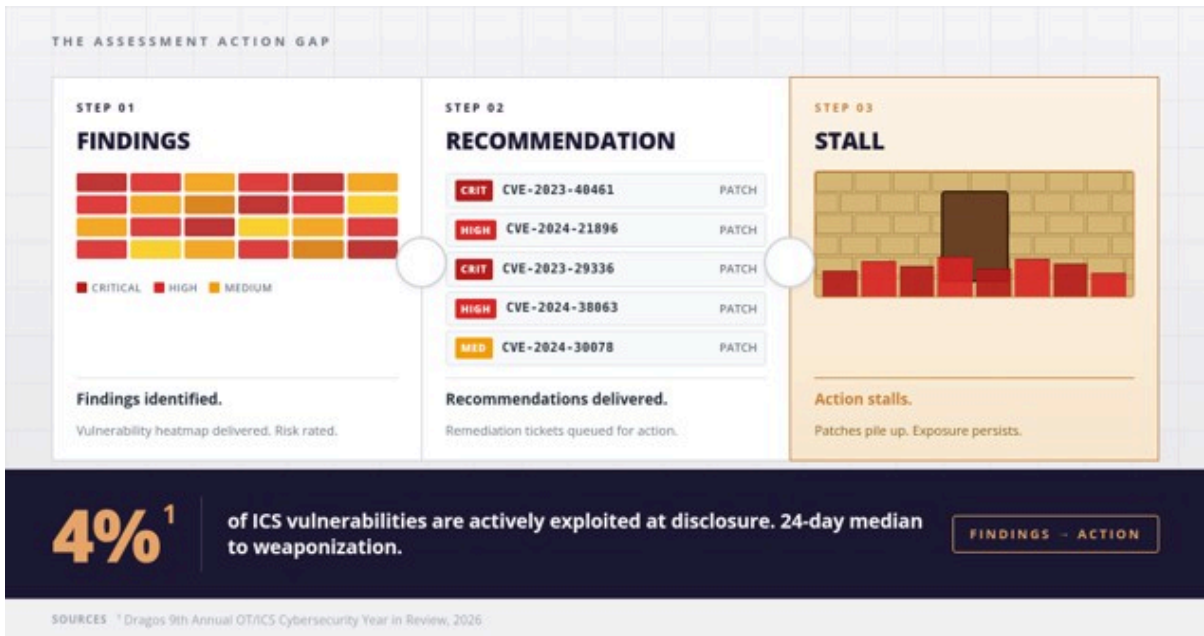 THE ASSESSMENT ACTION GAP
STEP 01
FINDINGS
CRITICAL HIGH MEDIUM
Findings identified.
Vulnerability heatmap delivered. Risk rated.
STEP 02
RECOMMENDATION
CRIT CVE-2023-40461 PATCH
HIGH CVE-2024-21896 PATCH
CRIT CVE-2023-29336 PATCH
HIGH CVE-2024-38063 PATCH
MED CVE-2024-30078 PATCH
Recommendations delivered.
Remediation tickets queued for action.
STEP 03
STALL
Action stalls.
Patches pile up. Exposure persists.
4%¹
of ICS vulnerabilities are actively exploited at disclosure. 24-day median
to weaponization.
FINDINGS → ACTION
SOURCES ¹ Dragos 9th Annual OT/ICS Cybersecurity Year in Review, 2026